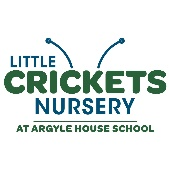 LITTLE
CRICKETS
NURSERY
AT ARGYLE HOUSE SCHOOL